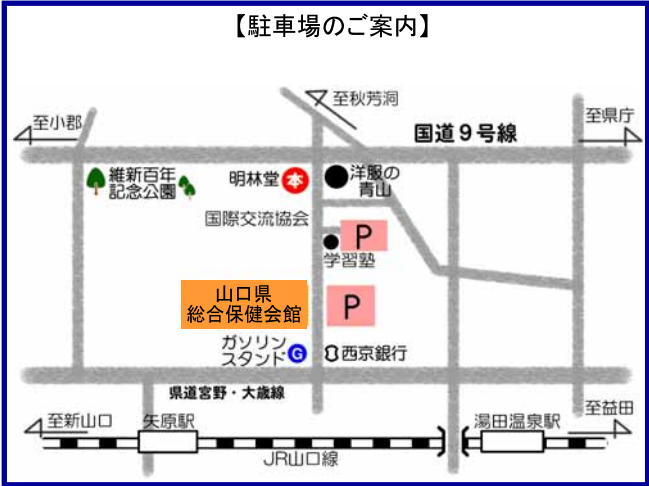 【駐車場のご案内】
至秋芳洞
至小郡
至県庁
国道9号線
維新百年
記念公園
明林堂
本
洋服の
青山
国際交流協会
P
学習塾
山口県
総合保健会館
P
ガソリン
スタンド
G
西京銀行
県道宮野・大歳線
至新山口
矢原駅
湯田温泉駅
至益田
JR山口線